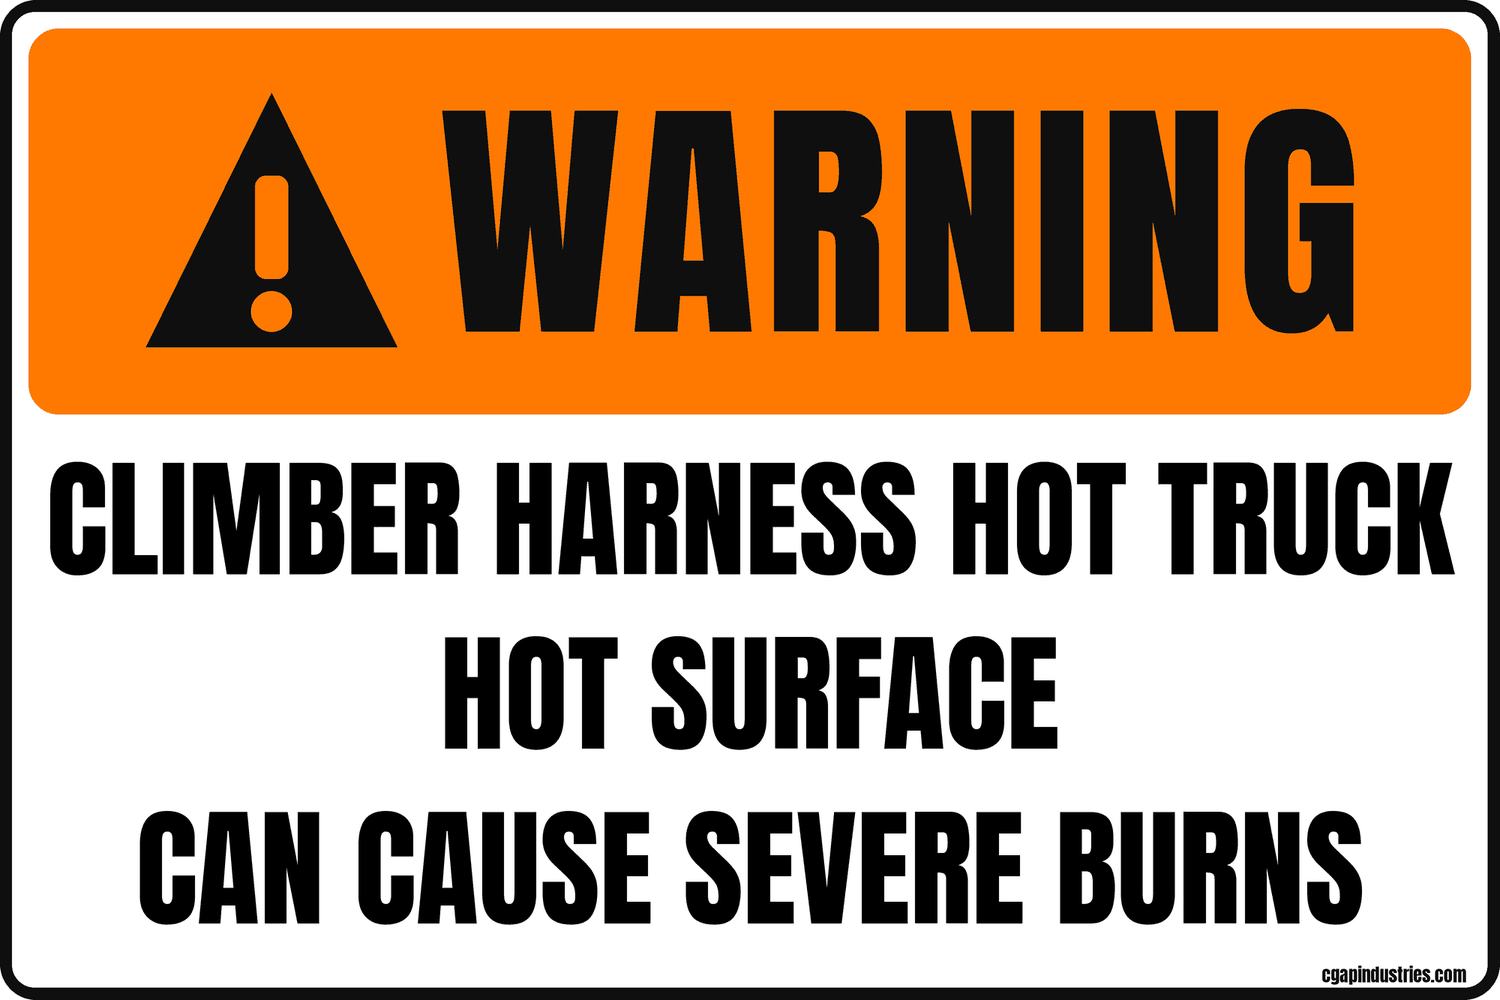 WARNING
CLIMBER HARNESS HOT TRUCK
HOT SURFACE
CAN CAUSE SEVERE BURNS
cgapindustries.com